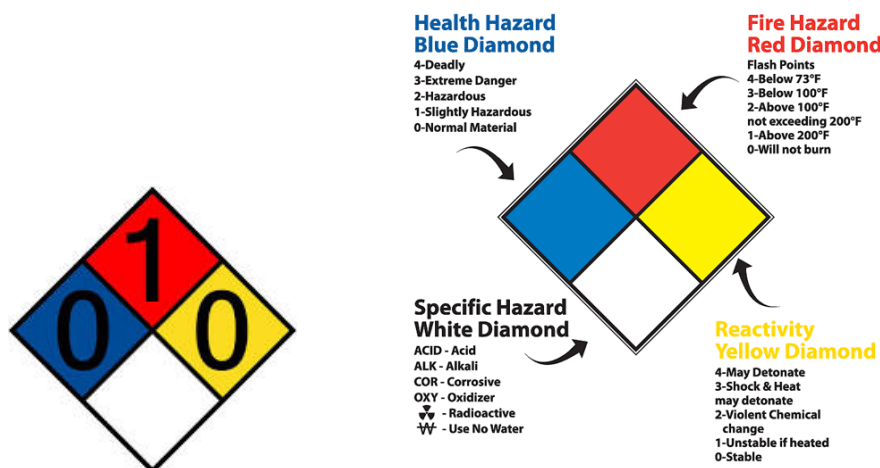 Health Hazard
Blue Diamond
4-Deadly
3-Extreme Danger
2-Hazardous
1-Slightly Hazardous
0-Normal Material
Fire Hazard
Red Diamond
Flash Points
4-Below 73°F
3-Below 100°F
2-Above 100°F
not exceeding 200°F
1-Above 200°F
0-Will not burn
1
0 0
Specific Hazard
White Diamond
ACID - Acid
ALK - Alkali
COR - Corrosive
OXY - Oxidizer
- Radioactive
W - Use No Water
Reactivity
Yellow Diamond
4-May Detonate
3-Shock & Heat
may detonate
2-Violent Chemical
change
1-Unstable if heated
0-Stable